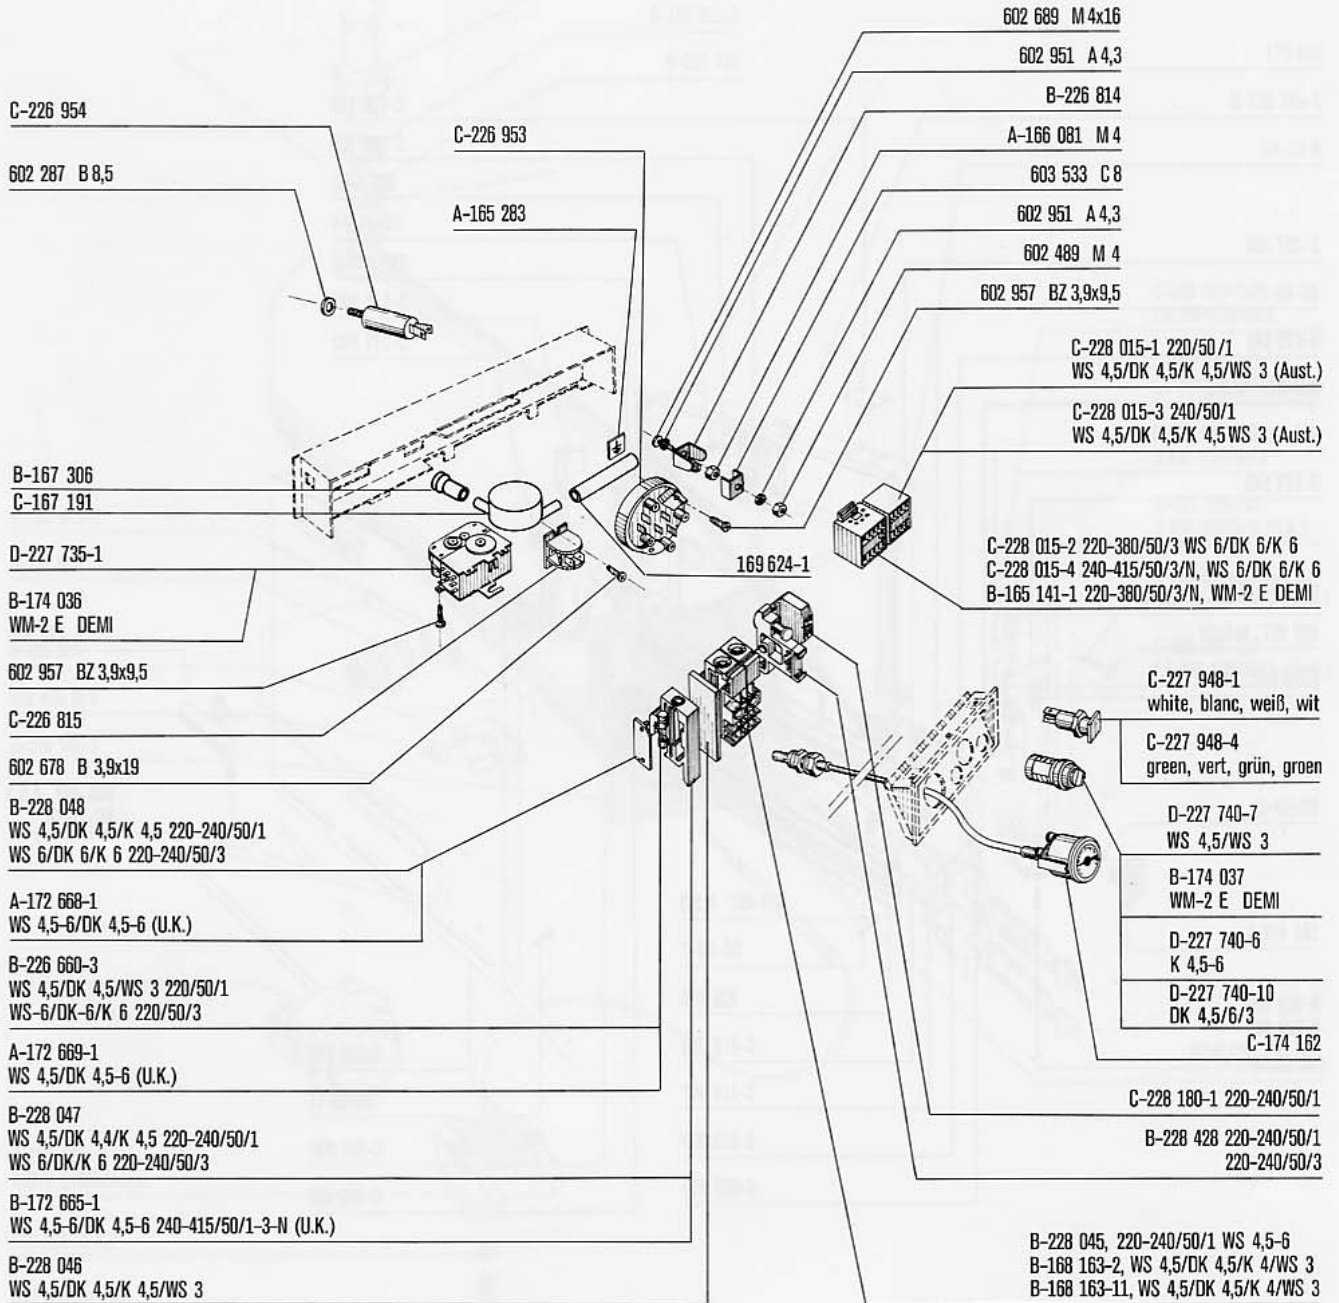 602 689 M 4x16
602 951 A 4,3
B-226 814
A-166 081 M 4
603 533 C 8
602 951 A 4,3
602 489 M 4
602 957 BZ 3,9x9,5
C-226 954
602 287 B 8,5
C-226 953
A-165 283
C-228 015-1 220/50/1
WS 4,5/DK 4,5/K 4,5/WS 3 (Aust.)
C-228 015-3 240/50/1
WS 4,5/DK 4,5/K 4,5WS 3 (Aust.)
C-228 015-2 220-380/50/3 WS 6/DK 6/K 6
C-228 015-4 240-415/50/3/N, WS 6/DK 6/K 6
B-165 141-1 220-380/50/3/N, WM-2 E DEMI
169 624-1
B-167 306
C-167 191
D-227 735-1
B-174 036
WM-2 E DEMI
602 957 BZ 3,9x9,5
C-226 815
602 678 B 3,9x19
B-228 048
WS 4,5/DK 4,5/K 4,5 220-240/50/1
WS 6/DK 6/K 6 220-240/50/3
A-172 668-1
WS 4,5-6/DK 4,5-6 (U.K.)
B-226 660-3
WS 4,5/DK 4,5/WS 3 220/50/1
WS-6/DK-6/K 6 220/50/3
A-172 669-1
WS 4,5/DK 4,5-6 (U.K.)
B-228 047
WS 4,5/DK 4,4/K 4,5 220-240/50/1
WS 6/DK/K 6 220-240/50/3
B-172 665-1
WS 4,5-6/DK 4,5-6 240-415/50/1-3-N (U.K.)
B-228 046
WS 4,5/DK 4,5/K 4,5/WS 3
C-227 948-1
white, blanc, weiß, wit
C-227 948-4
green, vert, grün, groen
D-227 740-7
WS 4,5/WS 3
B-174 037
WM-2 E DEMI
D-227 740-6
K 4,5-6
D-227 740-10
DK 4,5/6/3
C-174 162
C-228 180-1 220-240/50/1
B-228 428 220-240/50/1
220-240/50/3
B-228 045, 220-240/50/1 WS 4,5-6
B-168 163-2, WS 4,5/DK 4,5/K 4/WS 3
B-168 163-11, WS 4,5/DK 4,5/K 4/WS 3